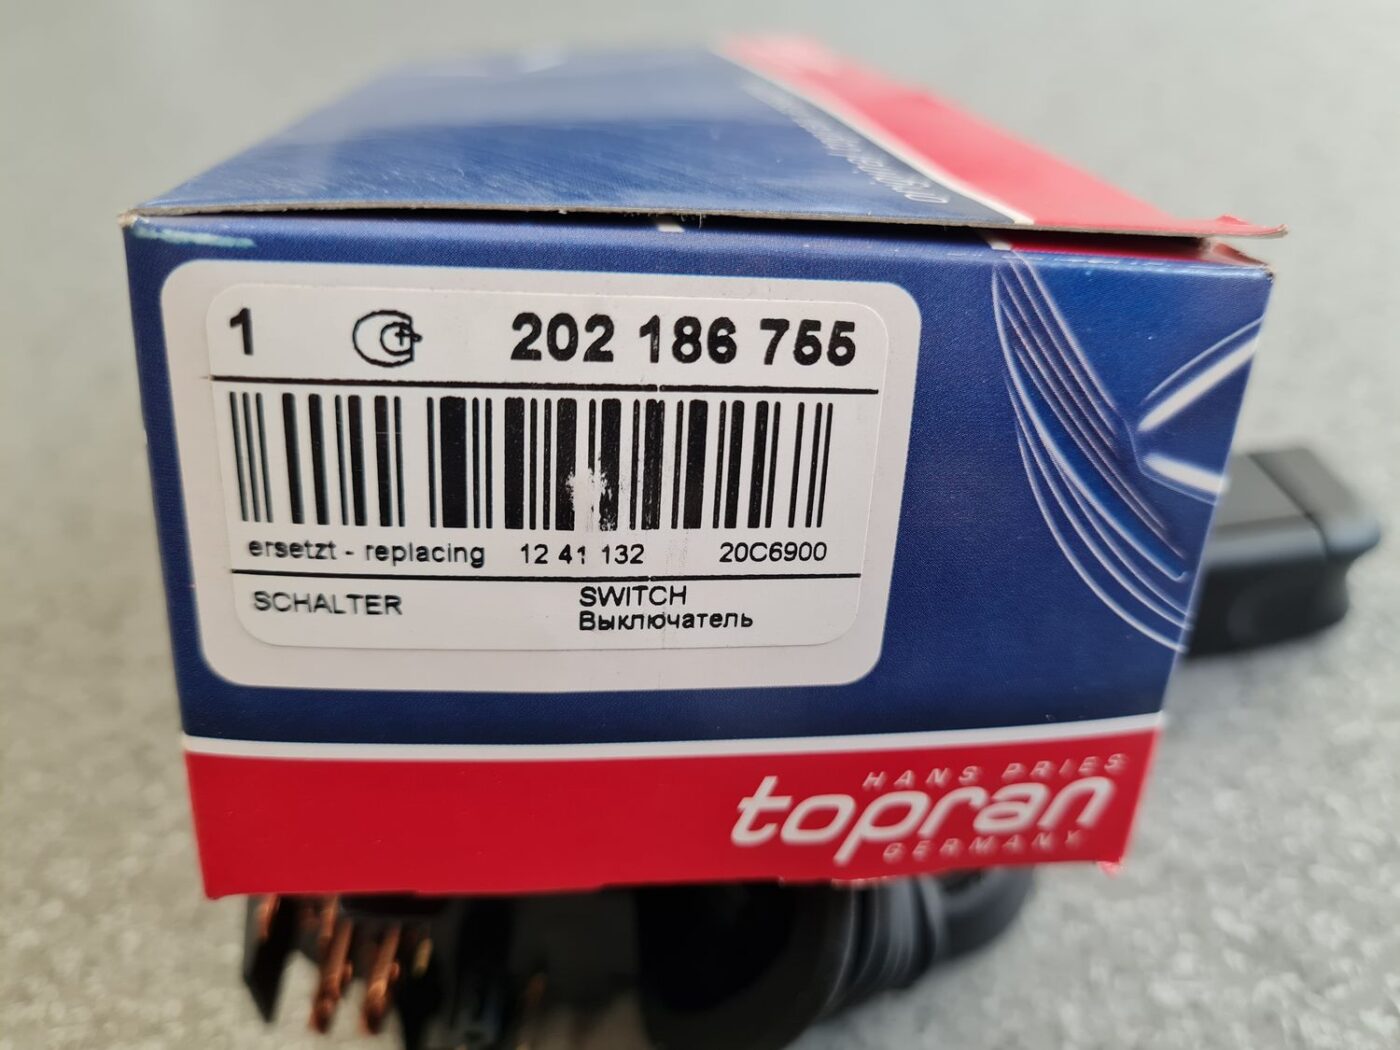 1 202 186 755
ersetzt - replacing 12 41 132 20C6900
SCHALTER
SWITCH
Выключатель
HANS PRIES
topran
GERMANY